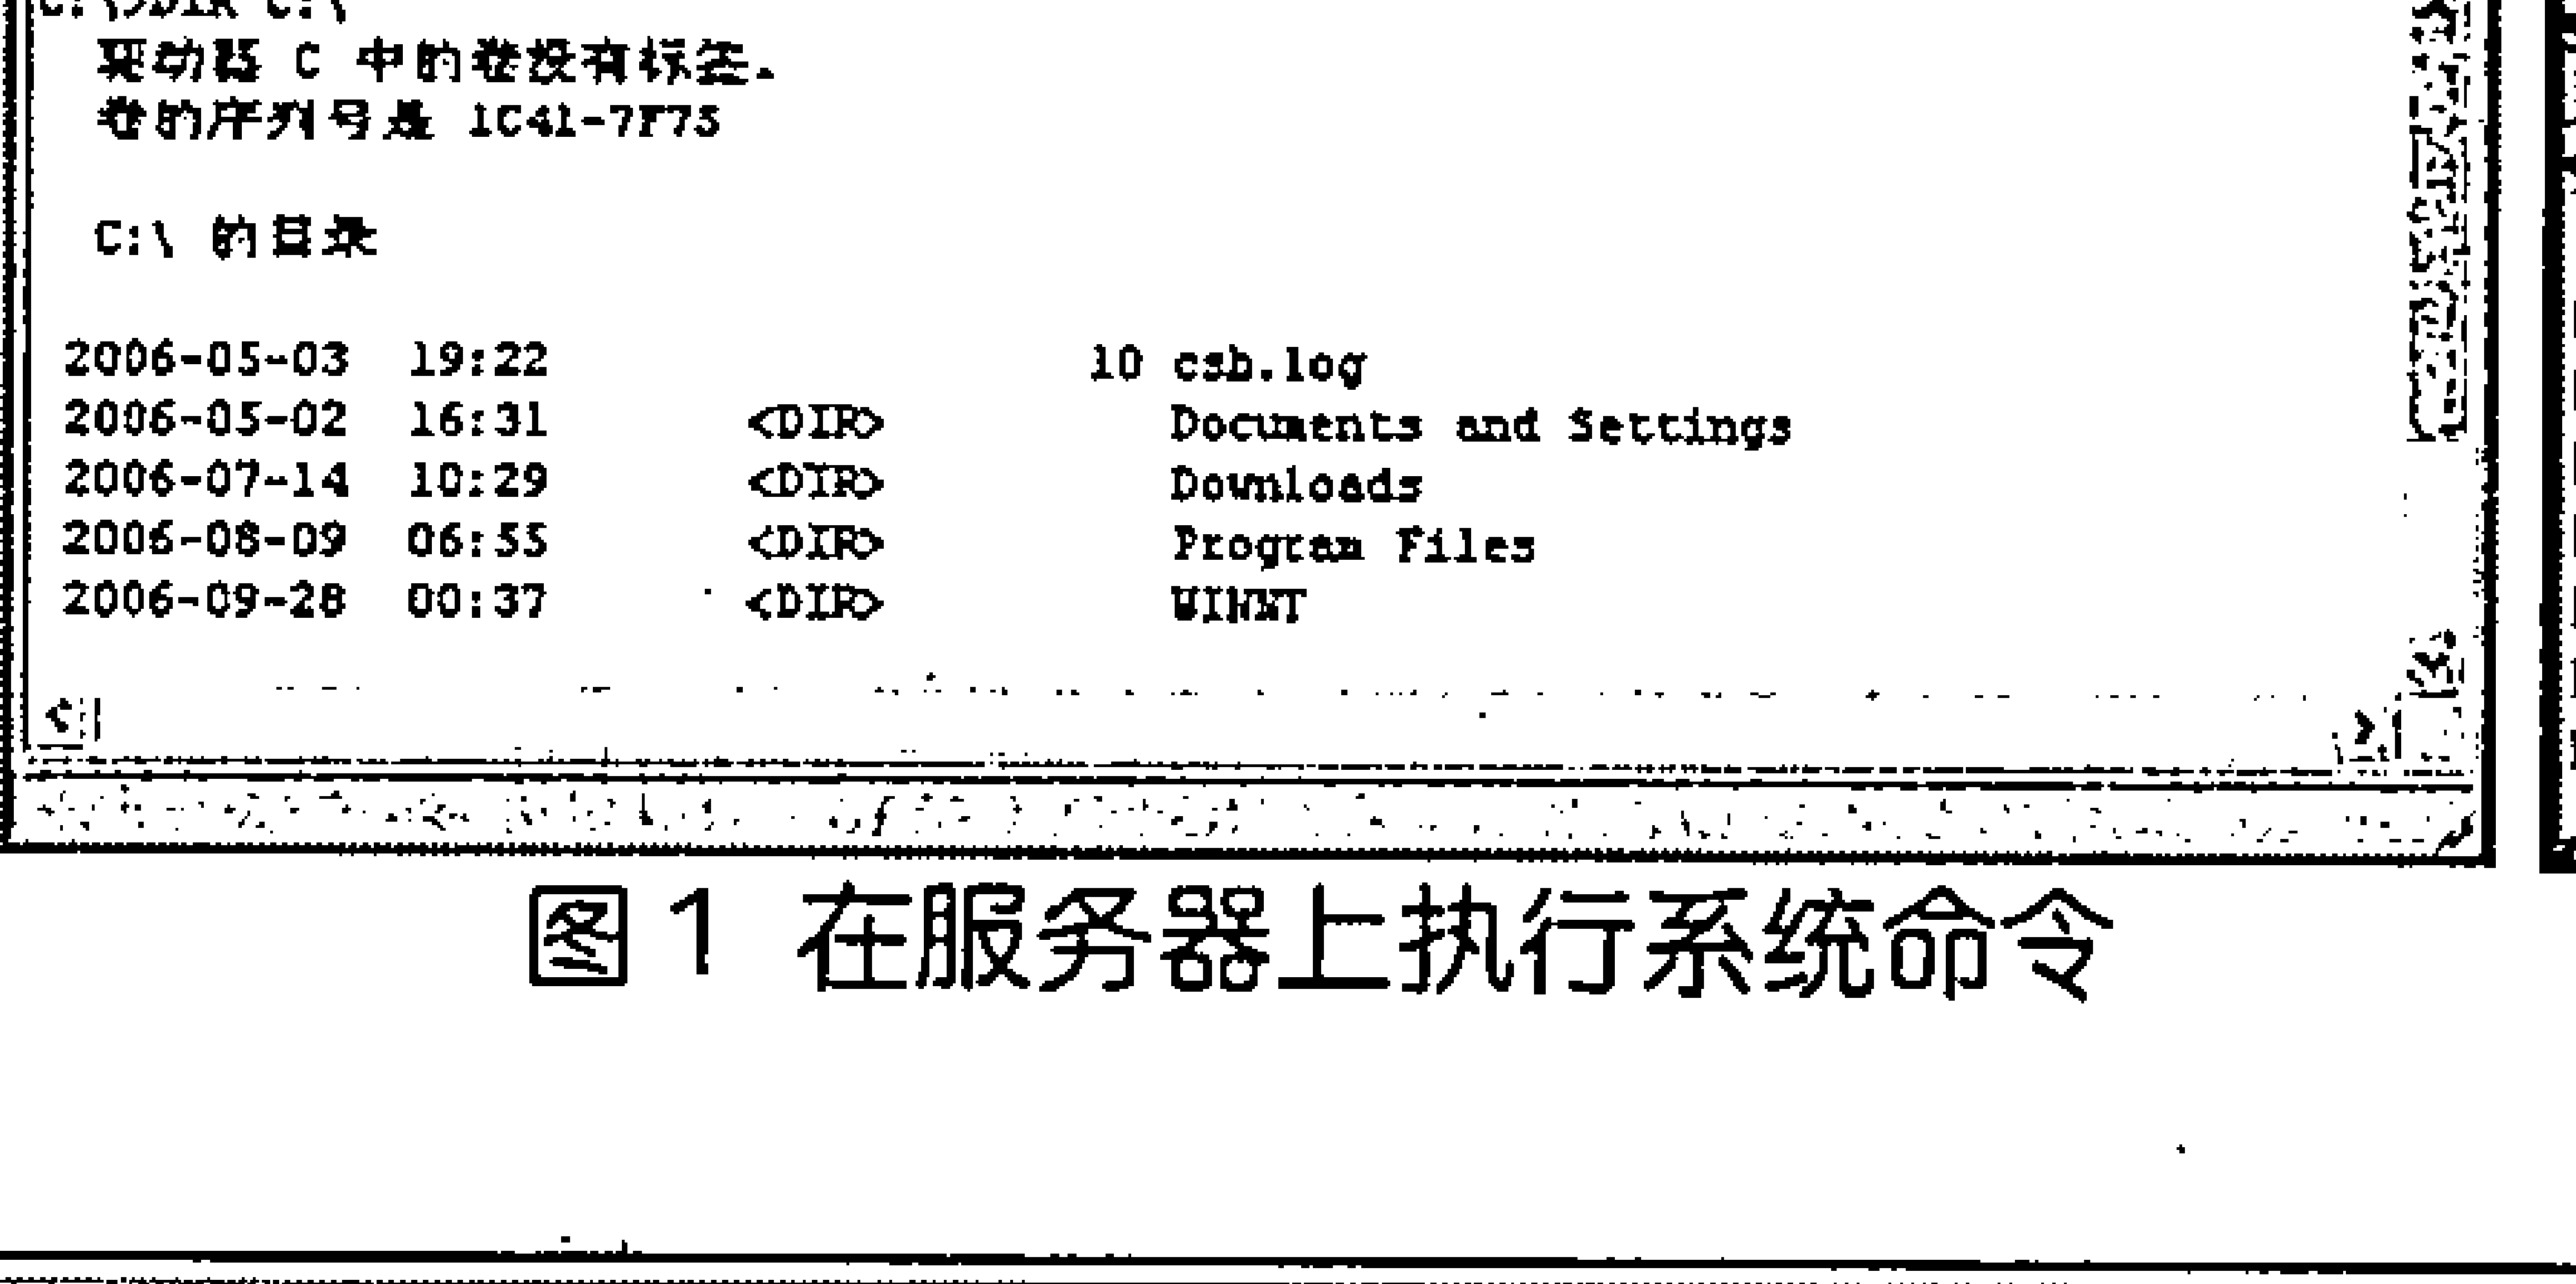 C:\>DIR C:\
驱动器 C 中的卷没有标签.
卷的序列号是 1C41-7F75
C:\ 的目录
2006-05-03 19:22 10 csb.log
2006-05-02 16:31 <DIR> Documents and Settings
2006-07-14 10:29 <DIR> Downloads
2006-08-09 06:55 <DIR> Program Files
2006-09-28 00:37 <DIR> WINNT
图1 在服务器上执行系统命令